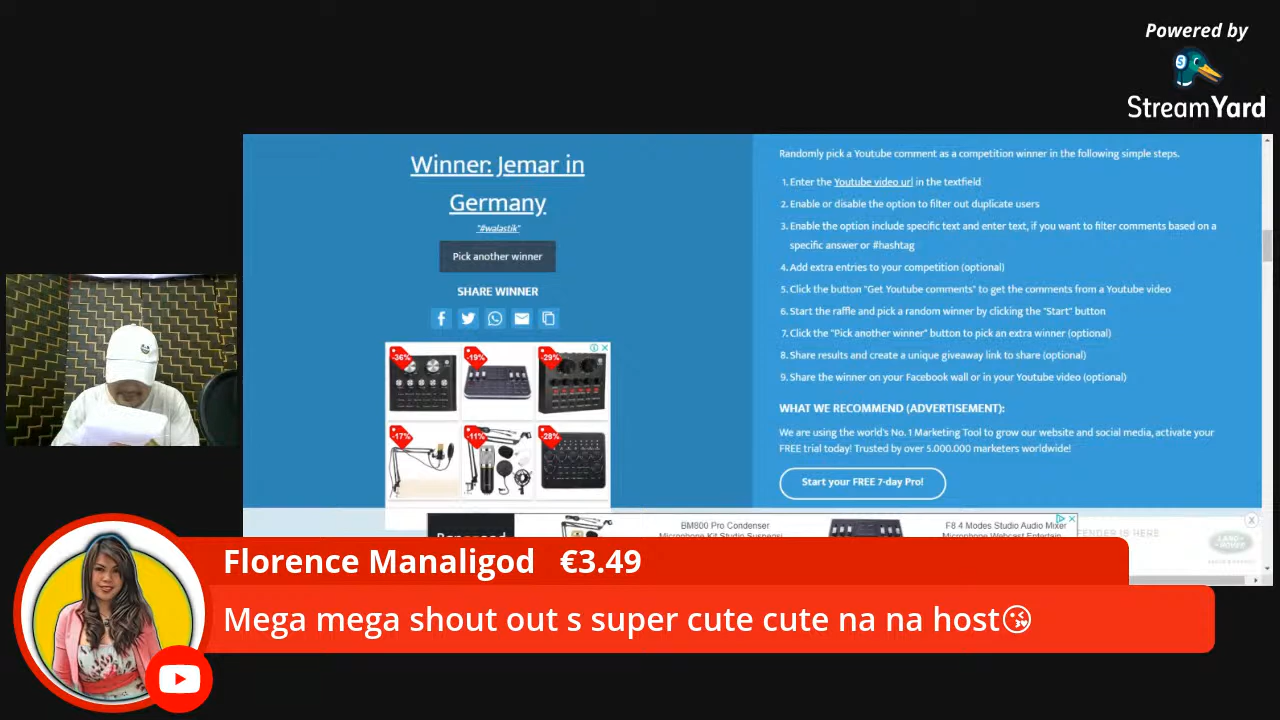 Powered by
StreamYard
Winner: Jemar in
Germany
"#walastik"
Pick another winner
SHARE WINNER
-36%
-19%
-29%
-17%
-11%
-28%
Randomly pick a Youtube comment as a competition winner in the following simple steps.
1. Enter the Youtube video url in the textfield
2. Enable or disable the option to filter out duplicate users
3. Enable the option include specific text and enter text, if you want to filter comments based on a
specific answer or #hashtag
4. Add extra entries to your competition (optional)
5. Click the button "Get Youtube comments" to get the comments from a Youtube video
6. Start the raffle and pick a random winner by clicking the "Start" button
7. Click the "Pick another winner" button to pick an extra winner (optional)
8. Share results and create a unique giveaway link to share (optional)
9. Share the winner on your Facebook wall or in your Youtube video (optional)
WHAT WE RECOMMEND (ADVERTISEMENT):
We are using the world's No. 1 Marketing Tool to grow our website and social media, activate your
FREE trial today! Trusted by over 5.000.000 marketers worldwide!
Start your FREE 7-day Pro!
BM800 Pro Condenser
Microphone Kit Studio
F8 4 Modes Studio Audio Mixer
Microphone Webcast
ENDER IS HERE
Florence Manaligod €3.49
Mega mega shout out s super cute cute na na host😘